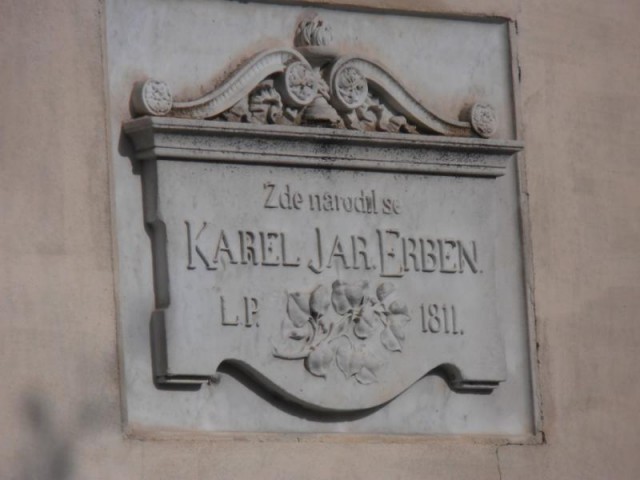 Zde narodil se
KAREL JAR. ERBEN.
L.P. 1811.